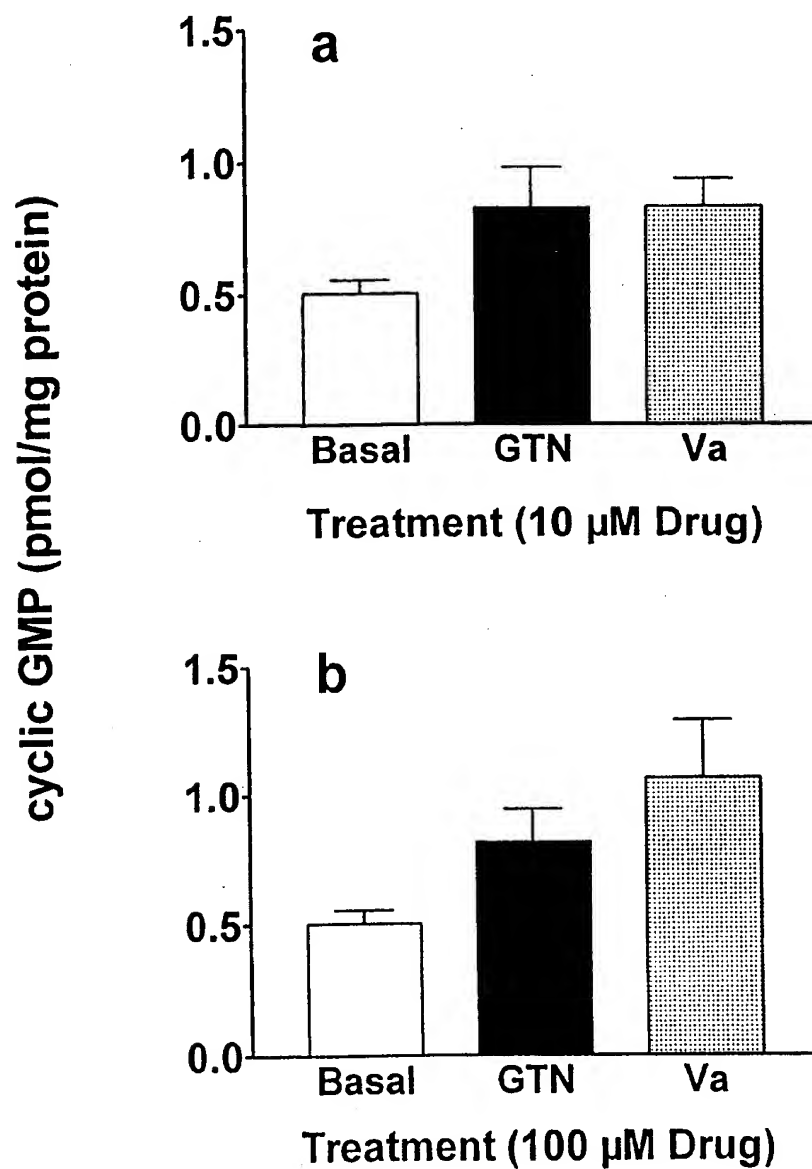 cyclic GMP (pmol/mg protein)
a
1.5
1.0
0.5
0.0
Basal GTN Va
Treatment (10 µM Drug)
b
1.5
1.0
0.5
0.0
Basal GTN Va
Treatment (100 µM Drug)